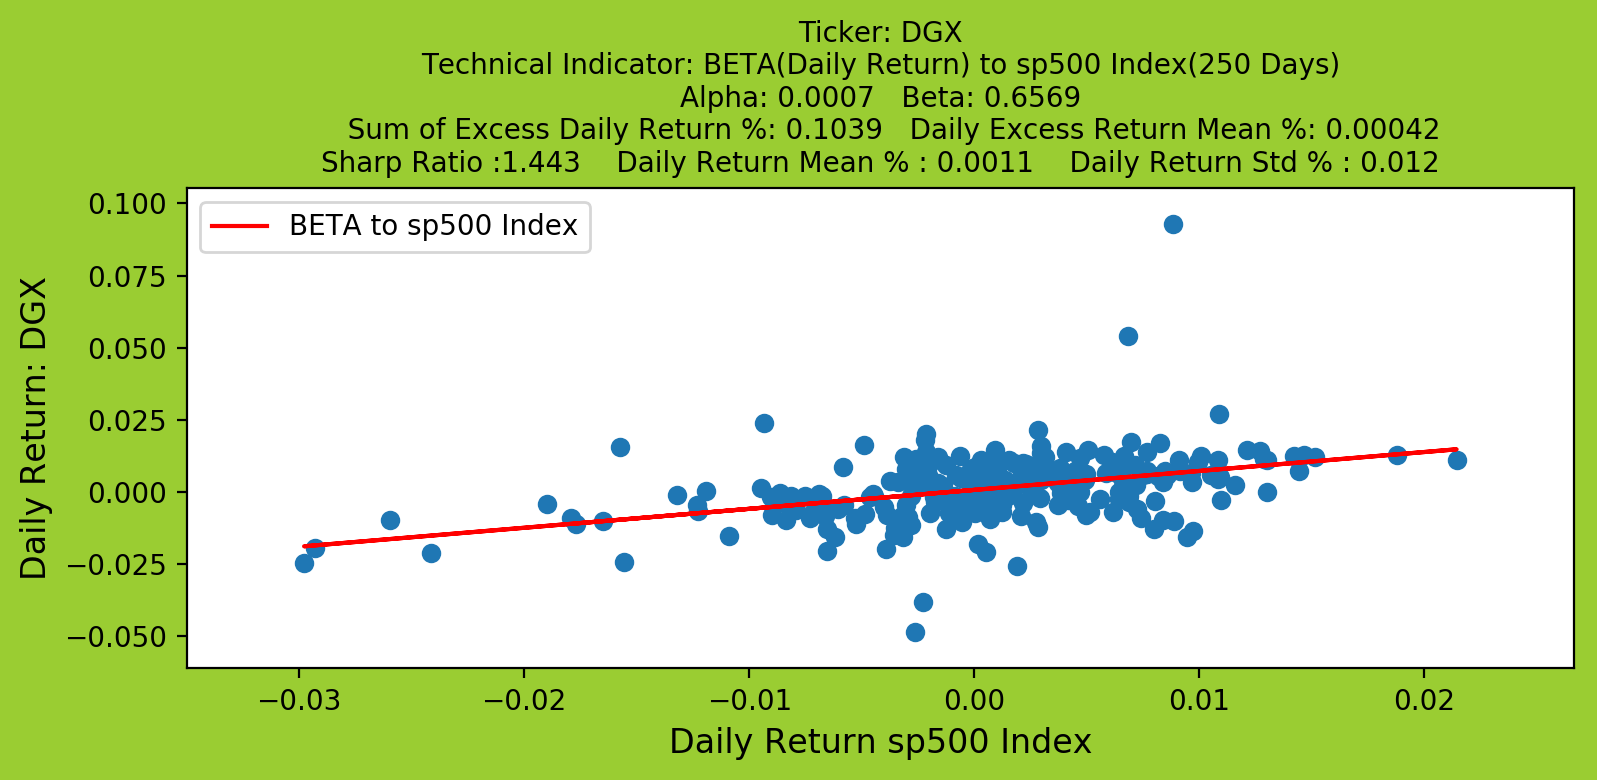 Ticker: DGX
Technical Indicator: BETA(Daily Return) to sp500 Index(250 Days)
Alpha: 0.0007   Beta: 0.6569
Sum of Excess Daily Return %: 0.1039   Daily Excess Return Mean %: 0.00042
Sharp Ratio :1.443    Daily Return Mean % : 0.0011    Daily Return Std % : 0.012
BETA to sp500 Index
Daily Return: DGX
0.100
0.075
0.050
0.025
0.000
−0.025
−0.050
−0.03 −0.02 −0.01 0.00 0.01 0.02
Daily Return sp500 Index